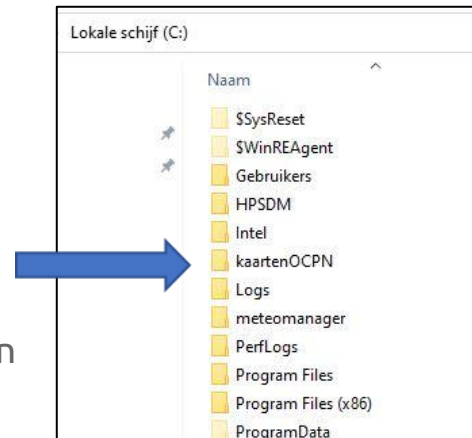 Lokale schijf (C:)
Naam
$SysReset
$WinREAgent
Gebruikers
HPSDM
Intel
kaartenOCPN
Logs
meteomanager
PerfLogs
n
Program Files
Program Files (x86)
ProgramData